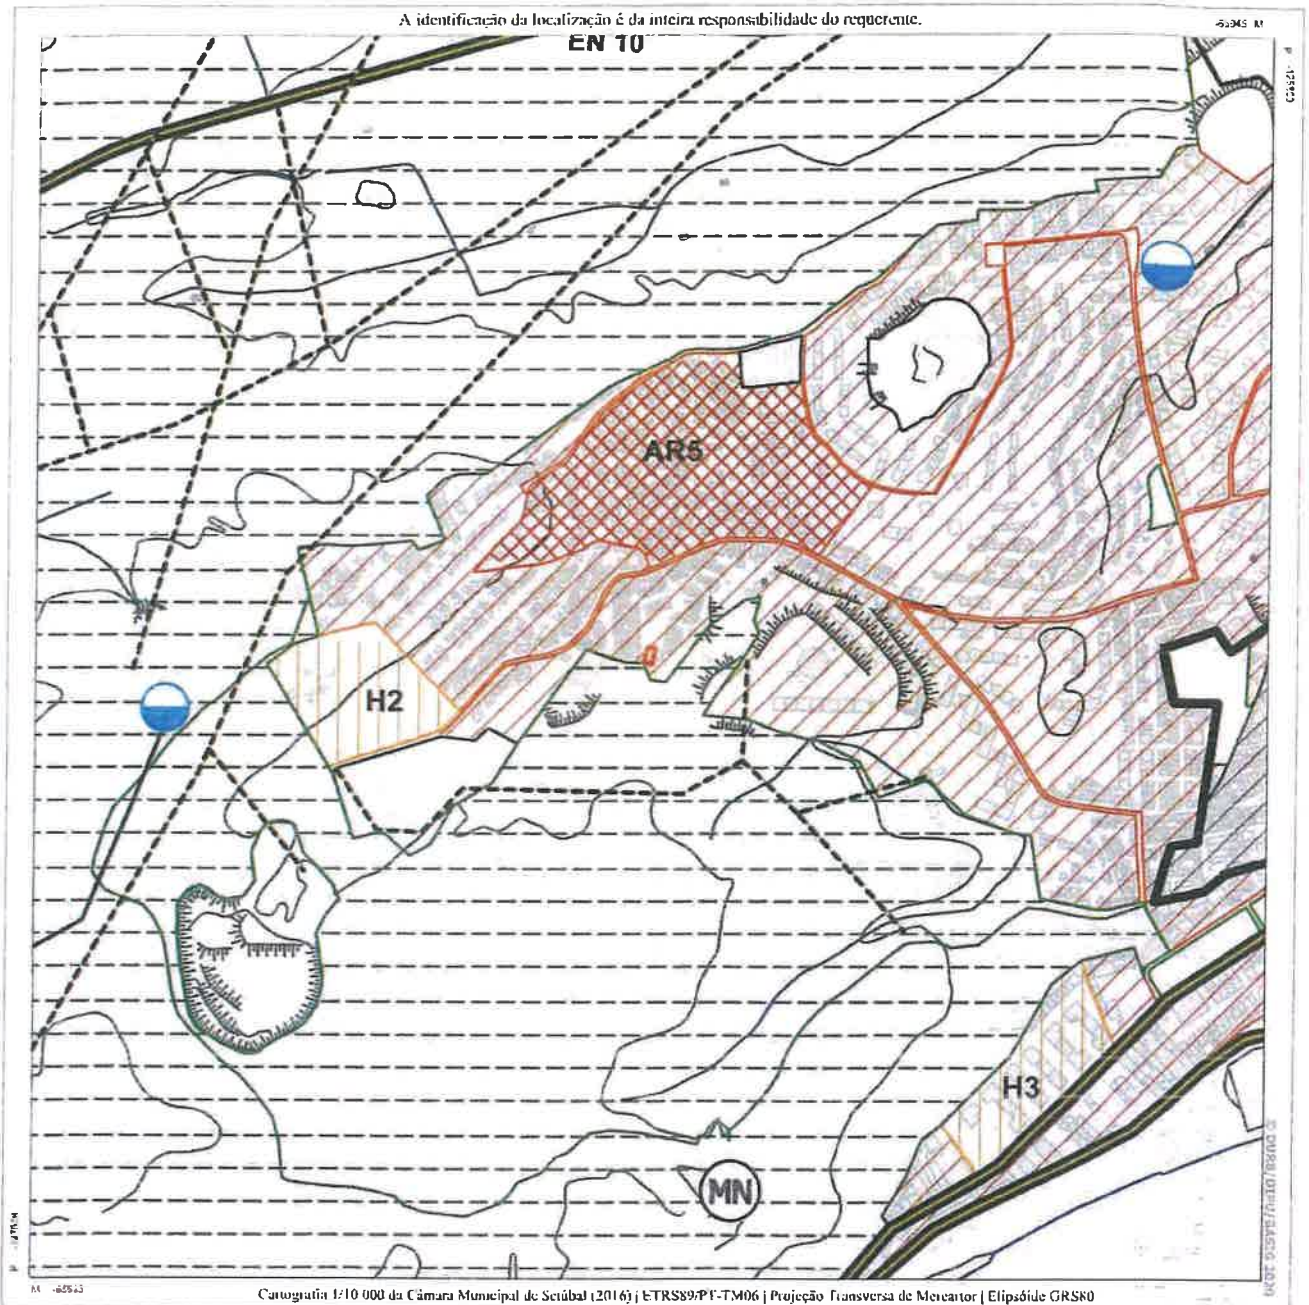 A identificação da localização é da inteira responsabilidade do requerente.
-65945 M
EN 10
AR5
H2
H3
MN
Cartografia 1/10 000 da Câmara Municipal de Setúbal (2016) | ETRS89/PT-TM06 | Projeção Transversa de Mercator | Elipsóide GRS80